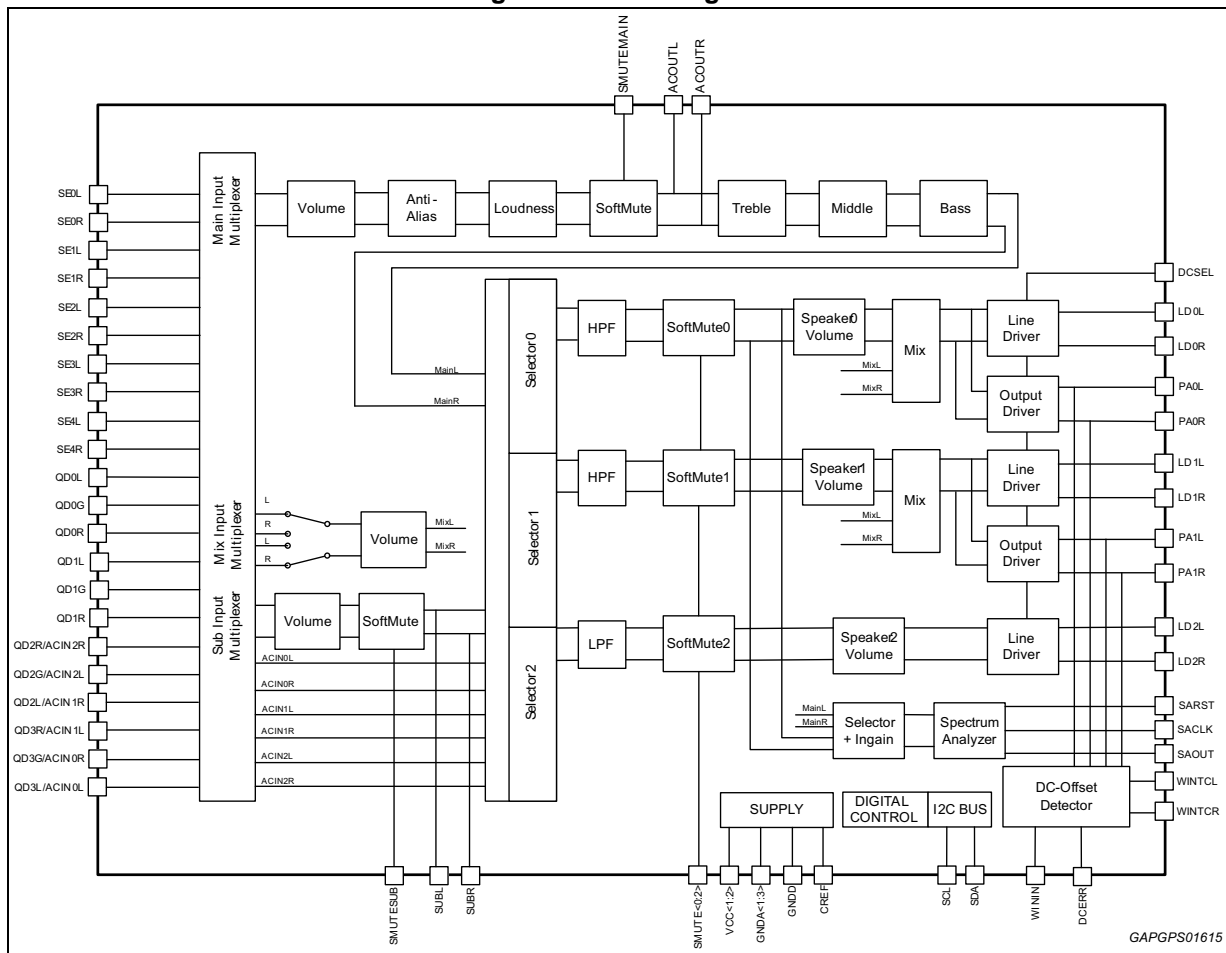 SMUTEMAIN
ACOUTL
ACOUTR
SE0L
SE0R
SE1L
SE1R
SE2L
SE2R
SE3L
SE3R
SE4L
SE4R
QD0L
QD0G
QD0R
QD1L
QD1G
QD1R
QD2R/ACIN2R
QD2G/ACIN2L
QD2L/ACIN1R
QD3R/ACIN1L
QD3G/ACIN0R
QD3L/ACIN0L
Main Input
Multiplexer
Mix Input
Multiplexer
Sub Input
Multiplexer
Volume
Anti-
Alias
Loudness
SoftMute
Treble
Middle
Bass
MainL
MainR
L
R
L
R
Volume
MixL
MixR
Volume
SoftMute
ACIN0L
ACIN0R
ACIN1L
ACIN1R
ACIN2L
ACIN2R
Selector0
Selector1
Selector2
HPF
SoftMute0
Speaker0
Volume
MixL
MixR
Mix
Line
Driver
Output
Driver
HPF
SoftMute1
Speaker1
Volume
MixL
MixR
Mix
Line
Driver
Output
Driver
LPF
SoftMute2
Speaker2
Volume
Line
Driver
MainL
MainR
Selector
+ Ingain
Spectrum
Analyzer
DC-Offset
Detector
SUPPLY
DIGITAL
CONTROL
I2C BUS
DCSEL
LD0L
LD0R
PA0L
PA0R
LD1L
LD1R
PA1L
PA1R
LD2L
LD2R
SARST
SACLK
SAOUT
WINTCL
WINTCR
SMUTESUB
SUBL
SUBR
SMUTE<0:2>
VCC<1:2>
GNDA<1:3>
GNDD
CREF
SCL
SDA
WININ
DCERR
GAPGPS01615